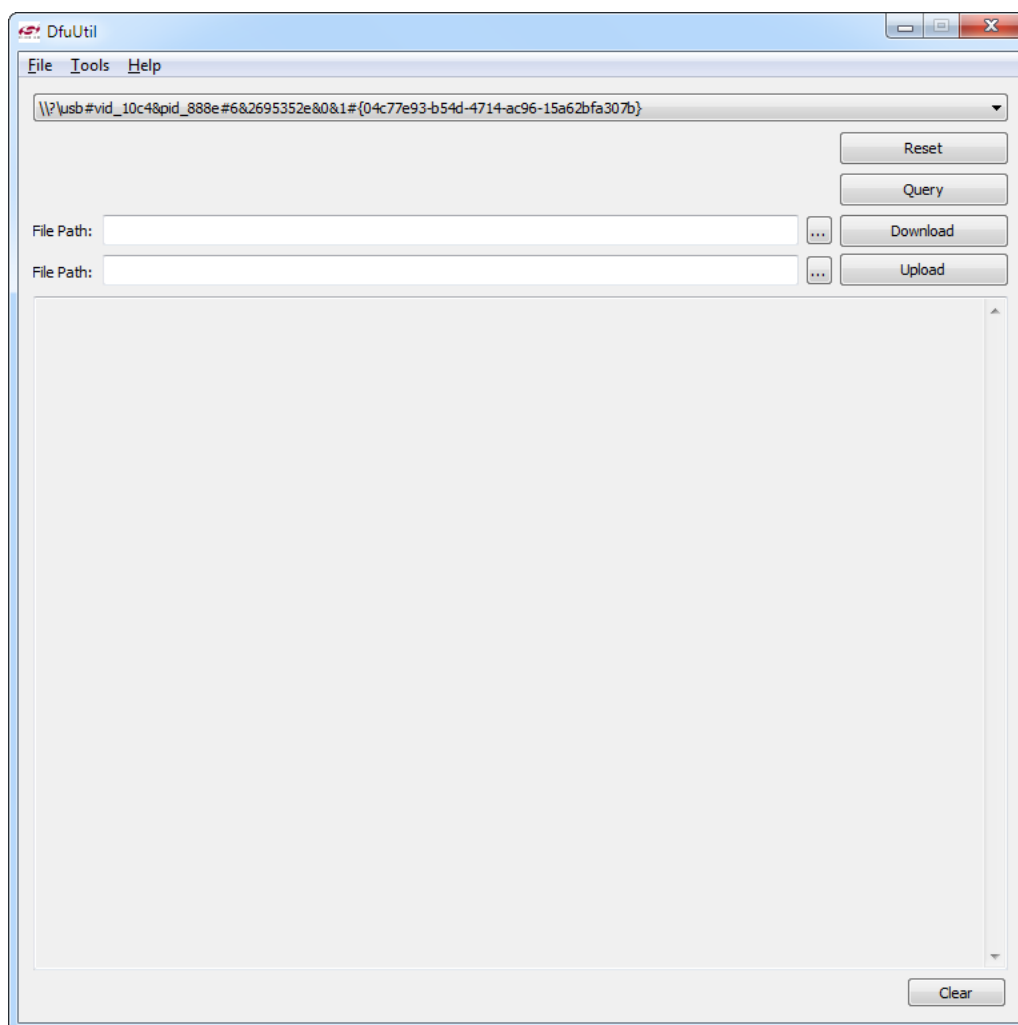 DfuUtil
File Tools Help
\\?\usb#vid_10c4&pid_888e#6&2695352e&0&1#{04c77e93-b54d-4714-ac96-15a62bfa307b}
Reset
Query
File Path: ... Download
File Path: ... Upload
Clear